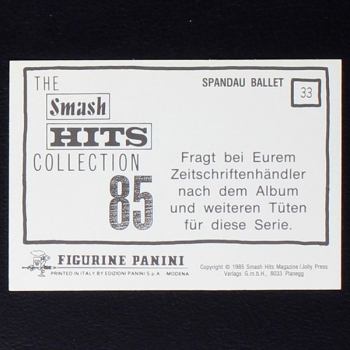 THE
Smash
HITS
COLLECTION
85
SPANDAU BALLET 33
Fragt bei Eurem
Zeitschriftenhändler
nach dem Album
und weiteren Tüten
für diese Serie.
FIGURINE PANINI
PRINTED IN ITALY BY EDIZIONI PANINI S.p.A. - MODENA
Copyright © 1985 Smash Hits Magazine/Jolly Press
Verlags G.m.b.H., 8033 Planegg